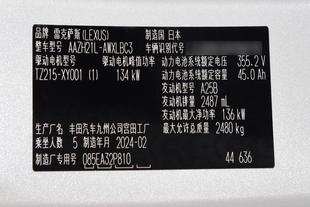 品牌 雷克萨斯(LEXUS) 制造国 日本
整车型号 AAZH21L-AWXLBC3 车辆识别代号
驱动电机型号 驱动电机峰值功率 动力电池系统额定电压 355.2 V
TZ215-XY001 (1) 134 kW 动力电池系统额定容量 45.0 Ah
发动机型号 A25B
发动机排量 2487 mL
发动机最大净功率 136 kW
最大允许总质量 2480 kg
制造商 丰田汽车九州公司宫田工厂
乘坐人数 5 制造年月 2024-02
制造厂专用号 085EA32P810 44 636